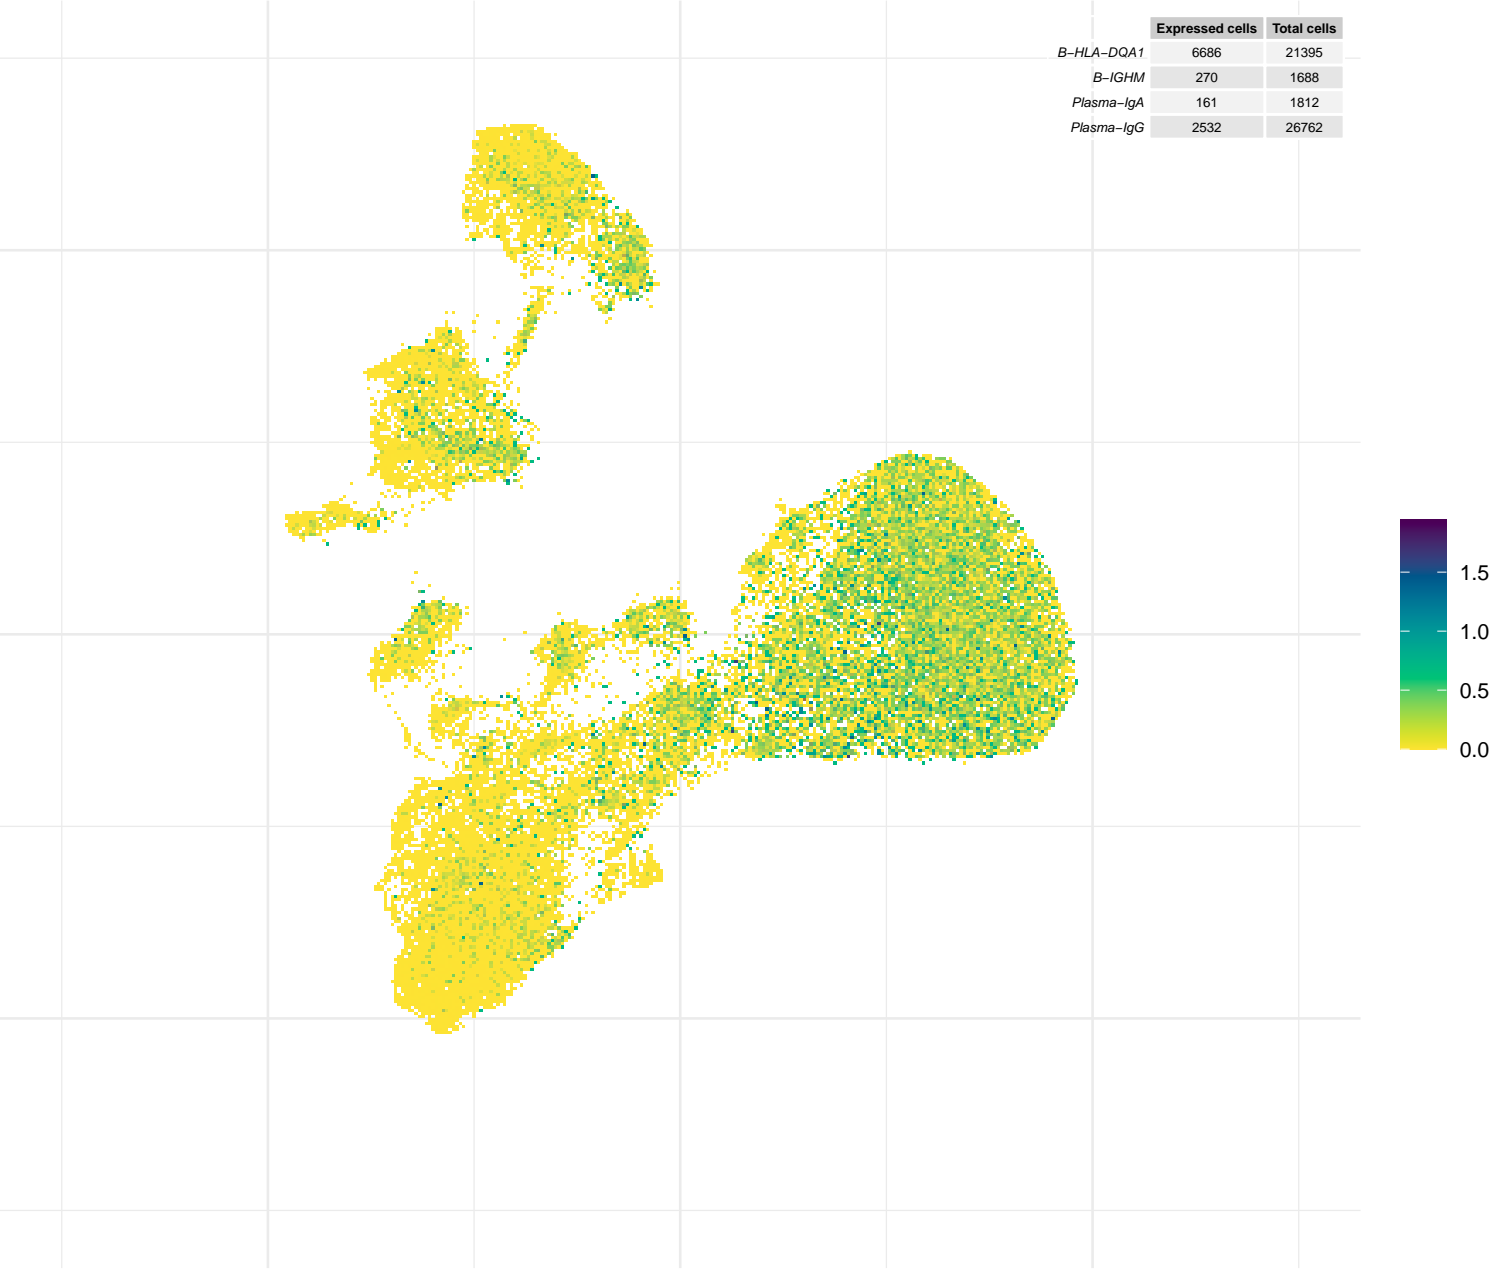 Expressed cells Total cells
B−HLA−DQA1 6686 21395
B−IGHM 270 1688
Plasma−IgA 161 1812
Plasma−IgG 2532 26762
1.5
1.0
0.5
0.0